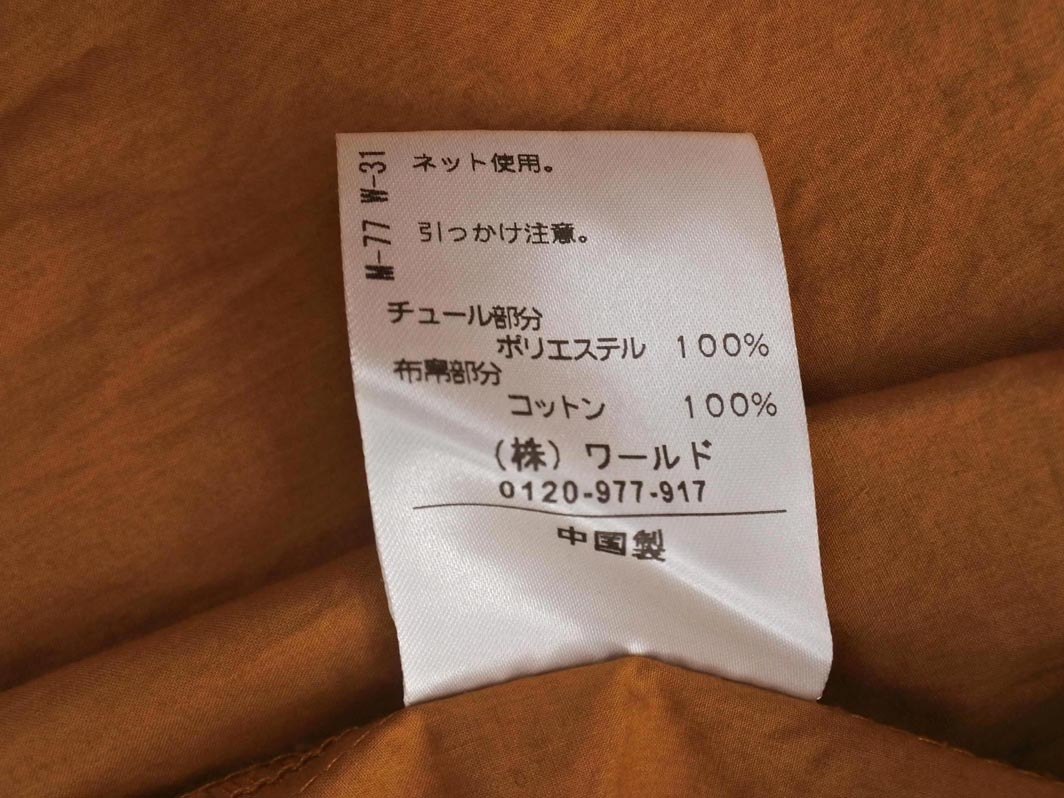 M-77 W-31
ネット使用。
引っかけ注意。
チュール部分
ポリエステル 100%
布帛部分
コットン 100%
(株)ワールド
0120-977-917
中国製